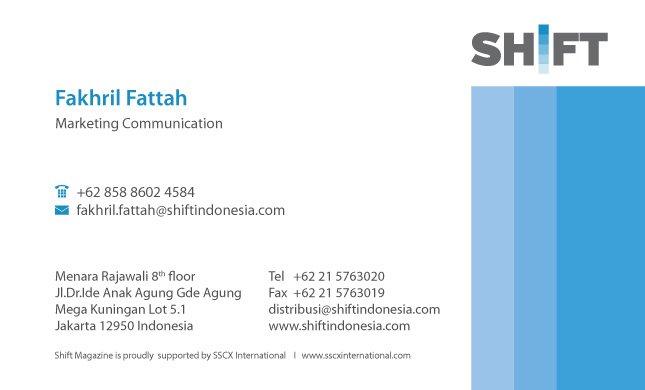 SHIFT
Fakhril Fattah
Marketing Communication
+62 858 8602 4584
fakhril.fattah@shiftindonesia.com
Menara Rajawali 8th floor
Jl.Dr.Ide Anak Agung Gde Agung
Mega Kuningan Lot 5.1
Jakarta 12950 Indonesia
Tel +62 21 5763020
Fax +62 21 5763019
distribusi@shiftindonesia.com
www.shiftindonesia.com
Shift Magazine is proudly supported by SSCX International I www.sscxinternational.com